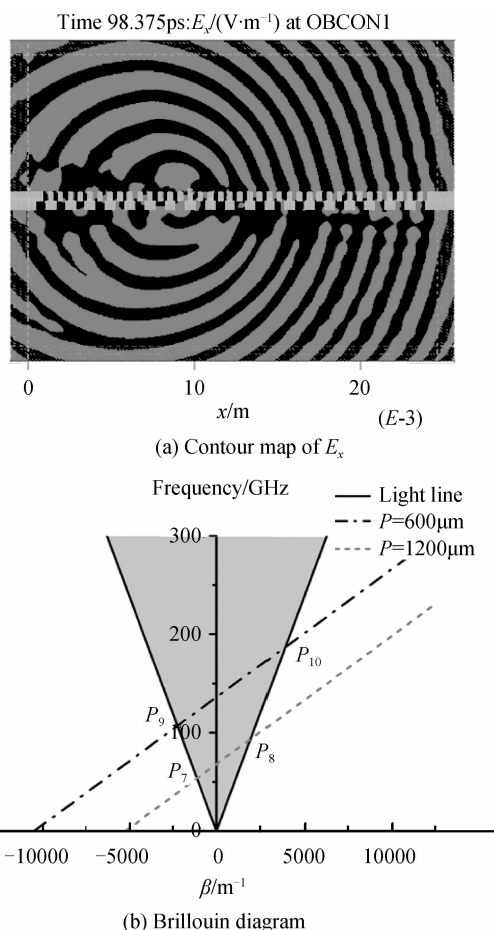 Time 98.375ps:Eₓ/(V·m⁻¹) at OBCON1
0 10 20
x/m
(E-3)
(a) Contour map of Eₓ
Frequency/GHz
Light line
P=600μm
P=1200μm
300
200
P₁₀
P₉
100
P₈
P₇
0
−10000 −5000 0 5000 10000
β/m⁻¹
(b) Brillouin diagram